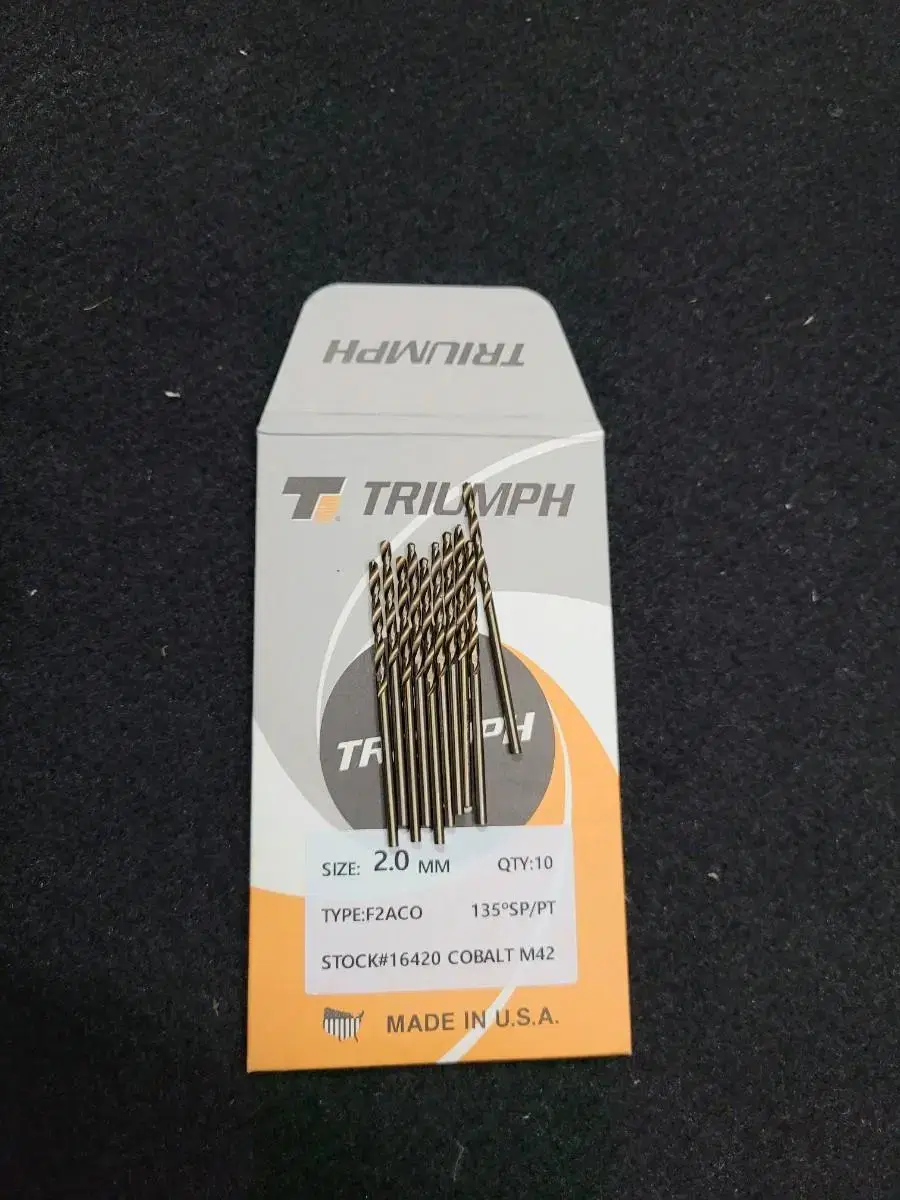 TRIUMPH
TRIUMPH
SIZE: 2.0 MM QTY:10
TYPE:F2ACO 135°SP/PT
STOCK#16420 COBALT M42
MADE IN U.S.A.